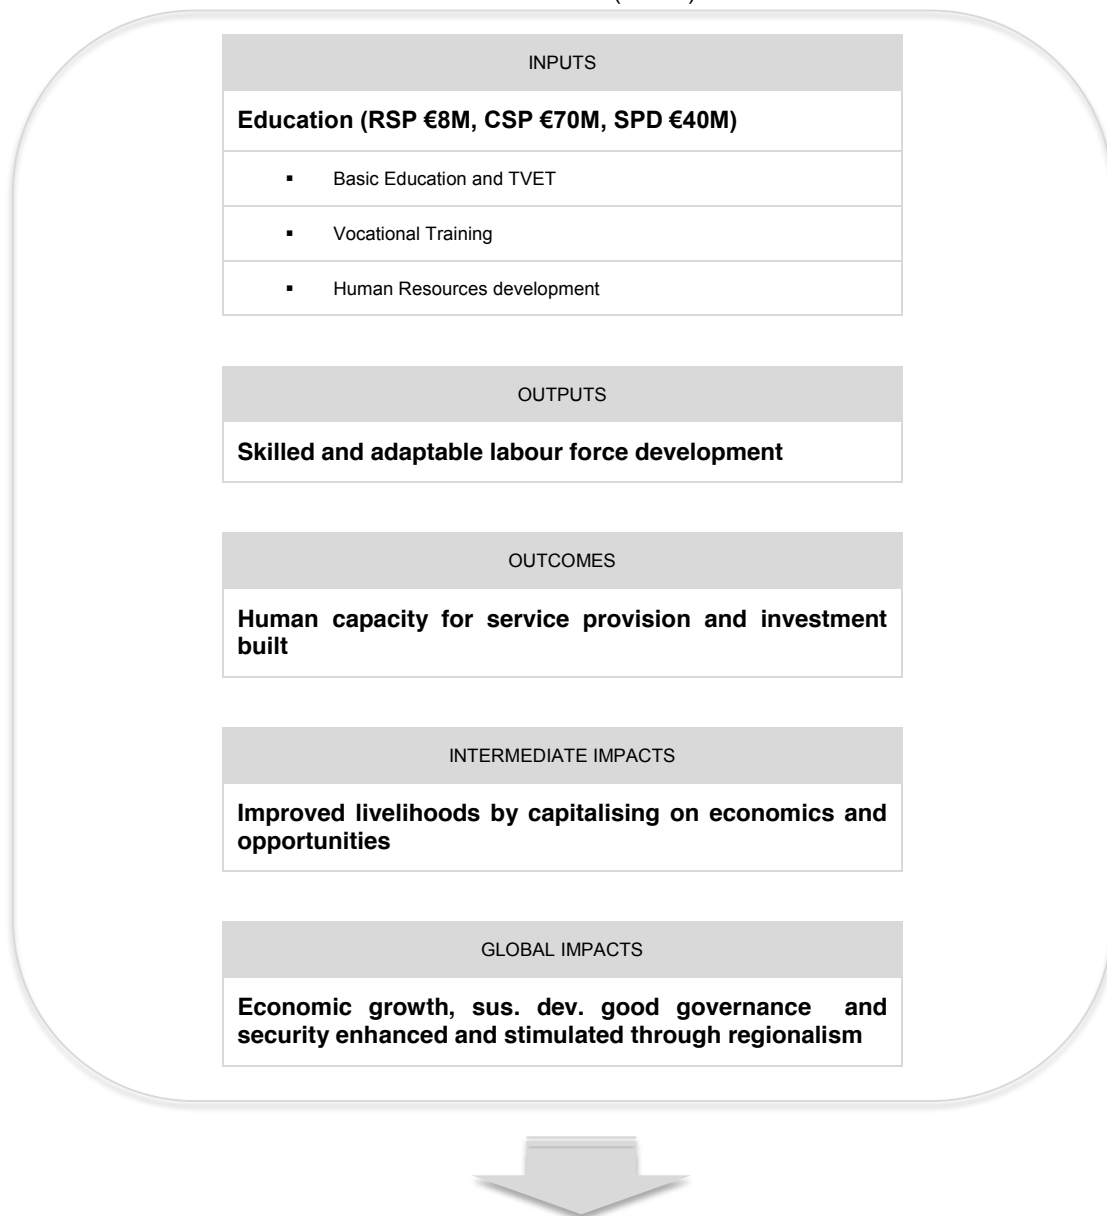 INPUTS
Education (RSP €8M, CSP €70M, SPD €40M)
▪ Basic Education and TVET
▪ Vocational Training
▪ Human Resources development
OUTPUTS
Skilled and adaptable labour force development
OUTCOMES
Human capacity for service provision and investment
built
INTERMEDIATE IMPACTS
Improved livelihoods by capitalising on economics and
opportunities
GLOBAL IMPACTS
Economic growth, sus. dev. good governance and
security enhanced and stimulated through regionalism